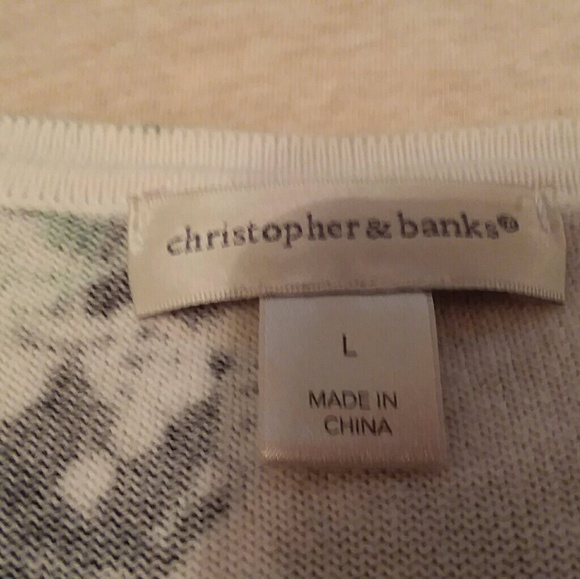 christopher & banks®
L
MADE IN
CHINA